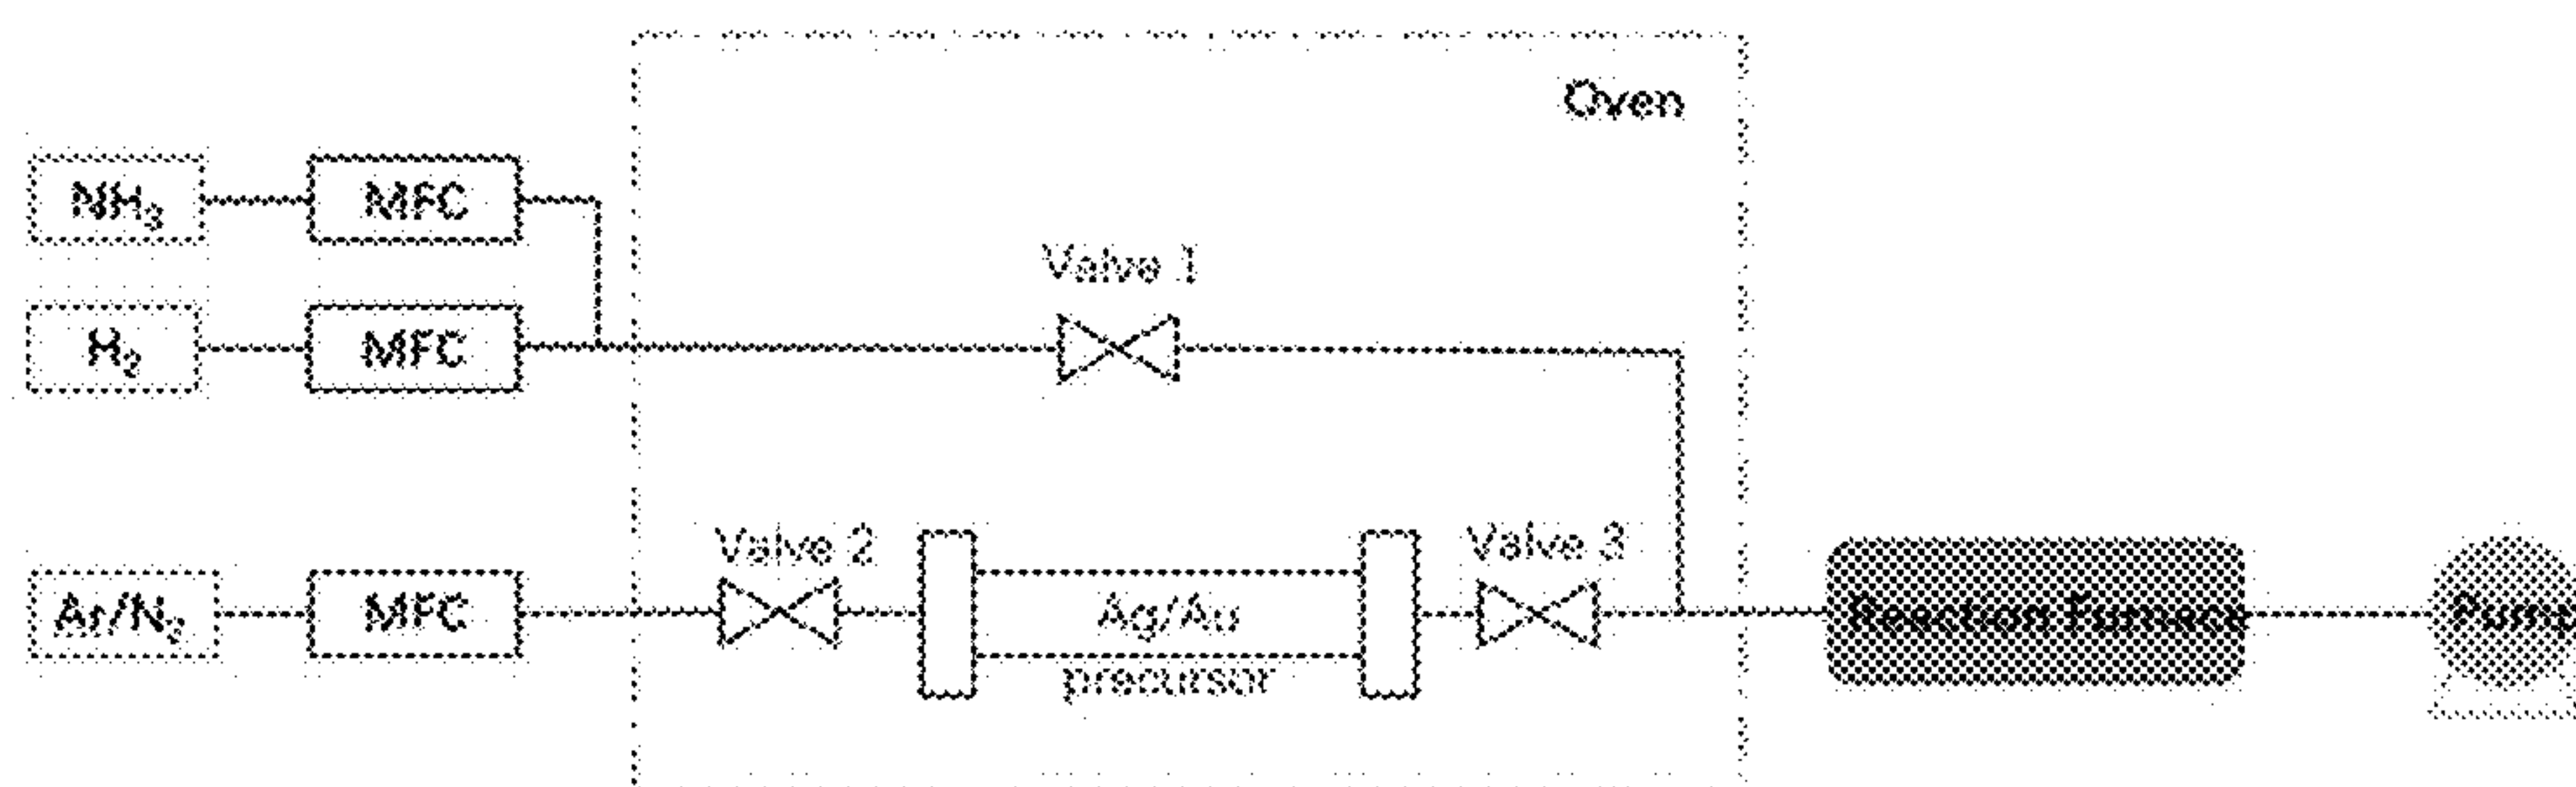 Oven
NH₃ MFC
Valve 1
H₂ MFC
Valve 2 Valve 3
Ar/N₂ MFC Ag/Au Reaction Furnace Pump
precursor